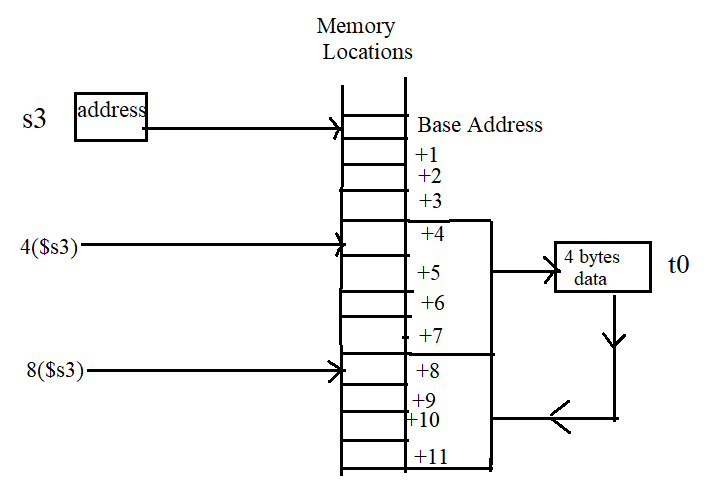 Memory
Locations
s3
address
Base Address
+1
+2
+3
4($s3)
+4
4 bytes
data
t0
+5
+6
+7
8($s3)
+8
+9
+10
+11